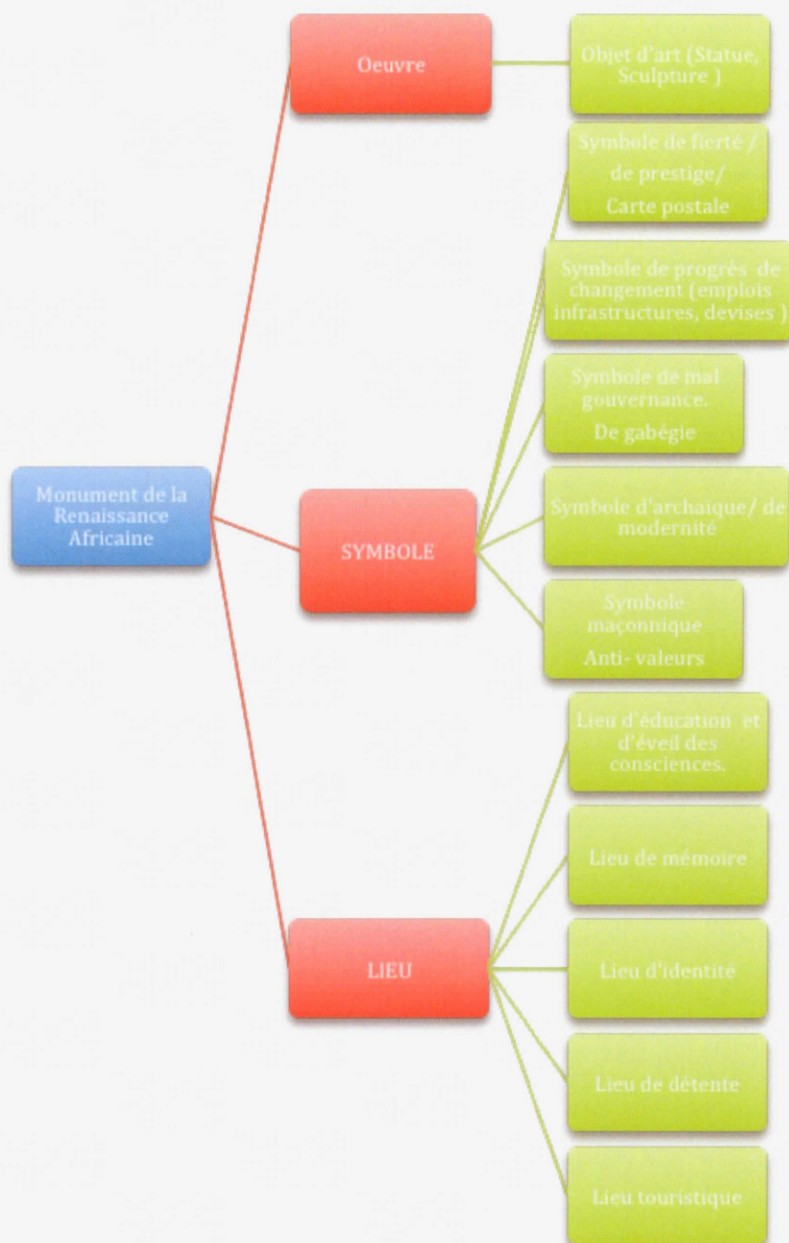 Oeuvre
Objet d'art (Statue,
Sculpture )
Symbole de fierté /
de prestige/
Carte postale
Symbole de progrès de
changement (emplois
infrastructures, devises )
Symbole de mal
gouvernance.
De gabégie
Monument de la
Renaissance
Africaine
SYMBOLE
Symbole d'archaique/ de
modernité
Symbole
maçonnique
Anti- valeurs
Lieu d'éducation et
d'éveil des
consciences.
Lieu de mémoire
LIEU
Lieu d'identité
Lieu de détente
Lieu touristique